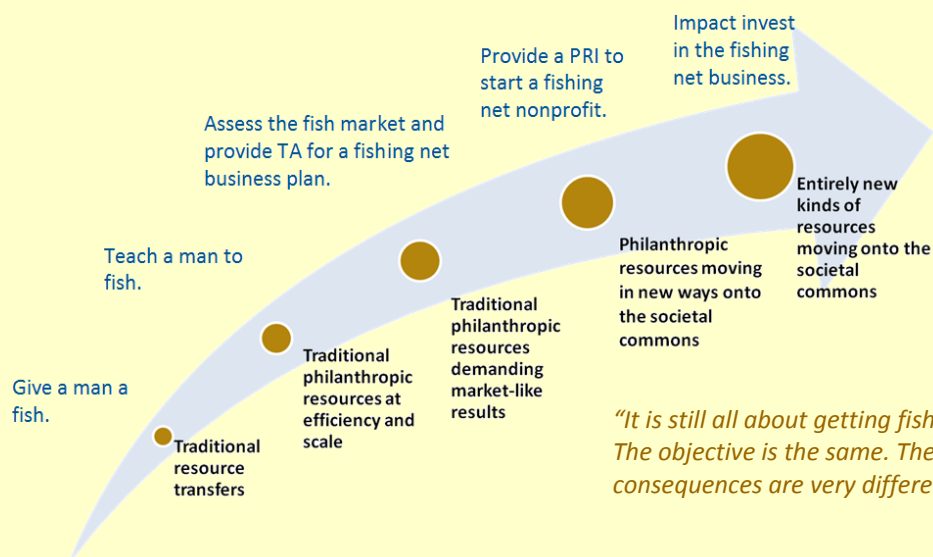 Impact invest
in the fishing
net business.
Provide a PRI to
start a fishing
net nonprofit.
Assess the fish market and
provide TA for a fishing net
business plan.
Teach a man to
fish.
Give a man a
fish.
Traditional
resource
transfers
Traditional
philanthropic
resources at
efficiency and
scale
Traditional
philanthropic
resources
demanding
market-like
results
Philanthropic
resources moving
in new ways onto
the societal
commons
Entirely new
kinds of
resources
moving onto the
societal
commons
“It is still all about getting fish
The objective is the same. The
consequences are very differe